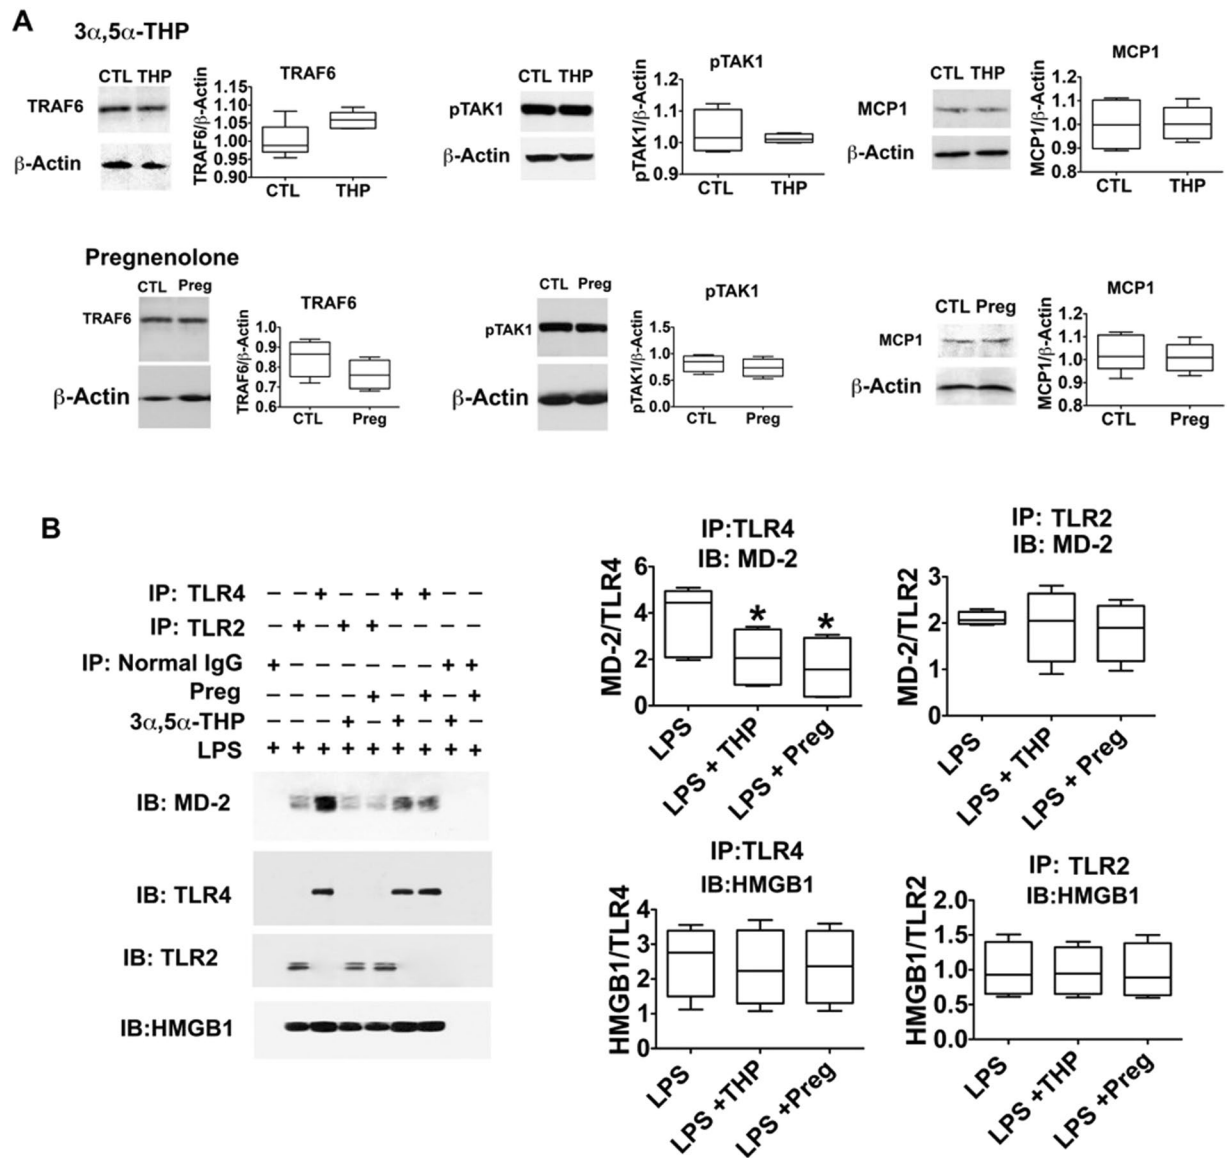 A
3α,5α-THP
CTL THP
TRAF6
β-Actin
TRAF6
TRAF6/β-Actin
1.15
1.10
1.05
1.00
0.95
0.90
CTL THP
CTL THP
pTAK1
β-Actin
pTAK1
pTAK1/β-Actin
1.2
1.1
1.0
0.9
CTL THP
CTL THP
MCP1
β-Actin
MCP1
MCP1/β-Actin
1.2
1.1
1.0
0.9
0.8
CTL THP
Pregnenolone
CTL Preg
TRAF6
β-Actin
TRAF6
TRAF6/β-Actin
1.0
0.9
0.8
0.7
0.6
CTL Preg
CTL Preg
pTAK1
β-Actin
pTAK1
pTAK1/β-Actin
1.5
1.0
0.5
0.0
CTL Preg
CTL Preg
MCP1
β-Actin
MCP1
MCP1/β-Actin
1.2
1.1
1.0
0.9
0.8
CTL Preg
B
IP: TLR4 – – + – – + + – –
IP: TLR2 – + – + + – – – –
IP: Normal IgG + – – – – – – + +
Preg – – – – + – + – +
3α,5α-THP – – – + – + – + –
LPS + + + + + + + + +
IB: MD-2
IB: TLR4
IB: TLR2
IB:HMGB1
IP:TLR4
IB: MD-2
MD-2/TLR4
6
4
2
0
* *
LPS
LPS + THP
LPS + Preg
IP: TLR2
IB: MD-2
MD-2/TLR2
3
2
1
0
LPS
LPS + THP
LPS + Preg
IP:TLR4
IB:HMGB1
HMGB1/TLR4
4
3
2
1
0
LPS
LPS +THP
LPS +Preg
IP: TLR2
IB:HMGB1
HMGB1/TLR2
2.0
1.5
1.0
0.5
0.0
LPS
LPS +THP
LPS +Preg